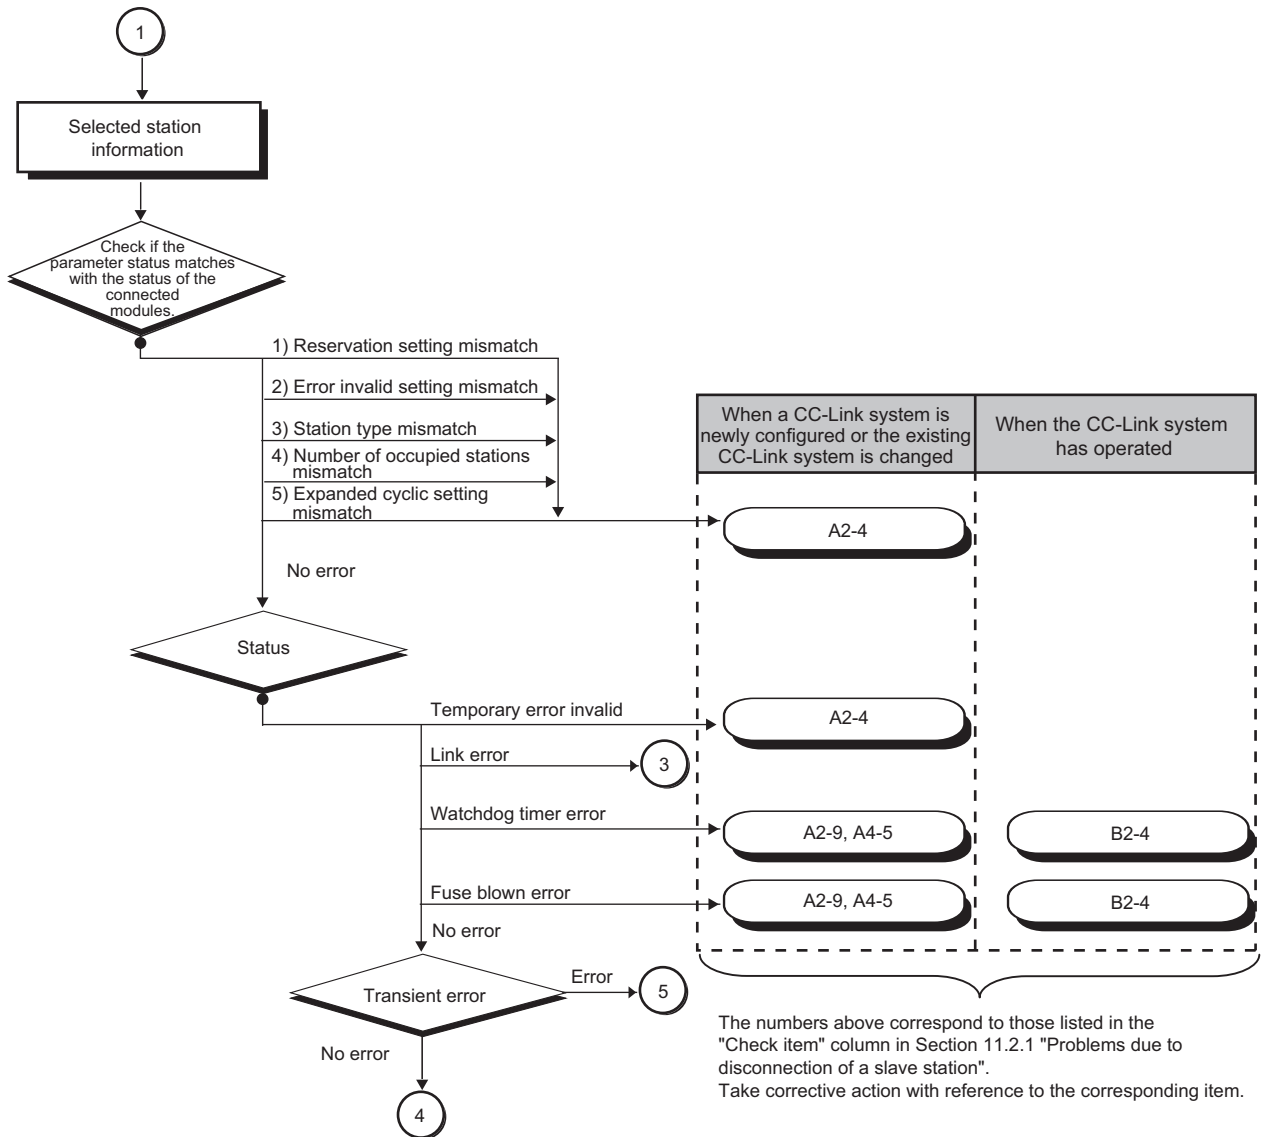 1
Selected station
information
Check if the
parameter status matches
with the status of the
connected
modules.
1) Reservation setting mismatch
2) Error invalid setting mismatch
3) Station type mismatch
4) Number of occupied stations
mismatch
5) Expanded cyclic setting
mismatch
When a CC-Link system is
newly configured or the existing
CC-Link system is changed
When the CC-Link system
has operated
A2-4
No error
Status
Temporary error invalid
A2-4
Link error
3
Watchdog timer error
A2-9, A4-5
B2-4
Fuse blown error
A2-9, A4-5
B2-4
No error
Transient error
Error
5
No error
4
The numbers above correspond to those listed in the
"Check item" column in Section 11.2.1 "Problems due to
disconnection of a slave station".
Take corrective action with reference to the corresponding item.